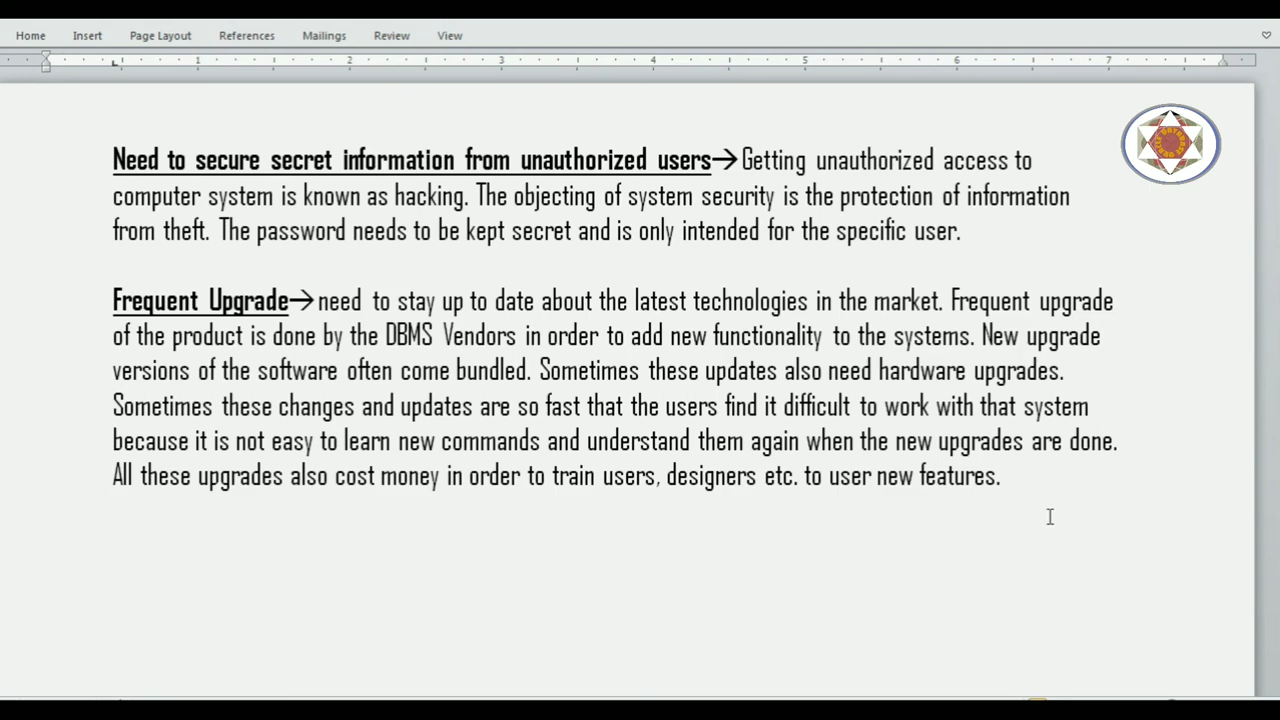 Home Insert Page Layout References Mailings Review View
1 2 3 4 5 6 7
Need to secure secret information from unauthorized users→Getting unauthorized access to
computer system is known as hacking. The objecting of system security is the protection of information
from theft. The password needs to be kept secret and is only intended for the specific user.
Frequent Upgrade→need to stay up to date about the latest technologies in the market. Frequent upgrade
of the product is done by the DBMS Vendors in order to add new functionality to the systems. New upgrade
versions of the software often come bundled. Sometimes these updates also need hardware upgrades.
Sometimes these changes and updates are so fast that the users find it difficult to work with that system
because it is not easy to learn new commands and understand them again when the new upgrades are done.
All these upgrades also cost money in order to train users, designers etc. to user new features.